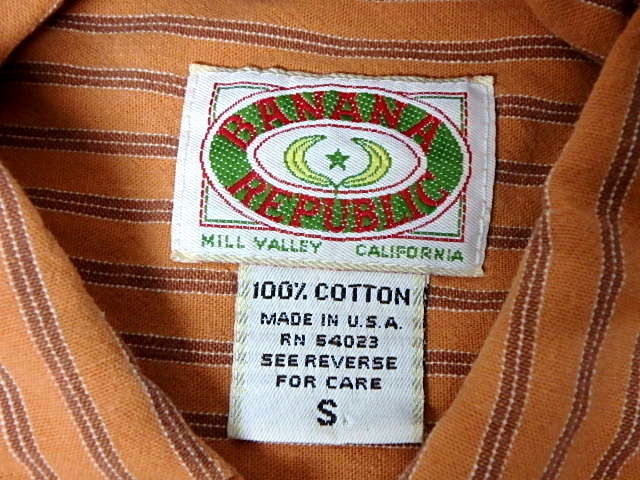 BANANA
REPUBLIC
MILL VALLEY CALIFORNIA
100% COTTON
MADE IN U.S.A.
RN 54023
SEE REVERSE
FOR CARE
S